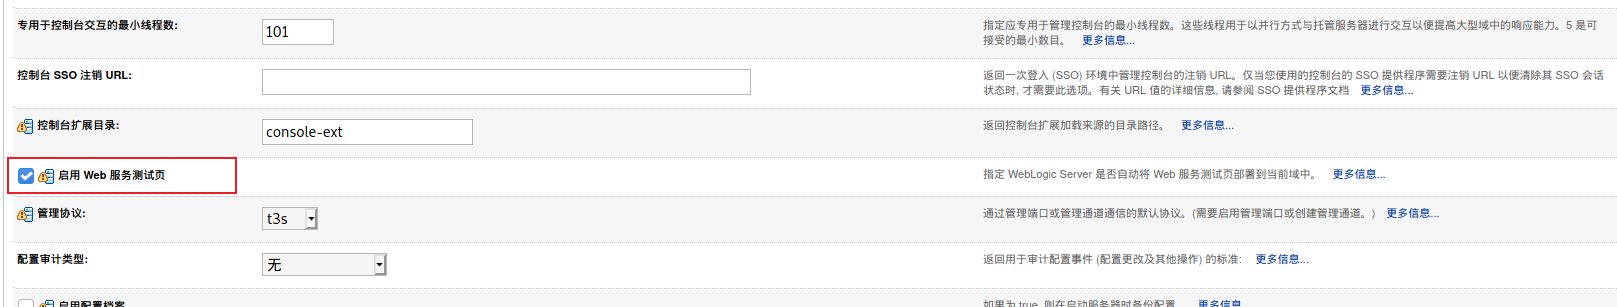 专用于控制台交互的最小线程数:
101
指定应专用于管理控制台的最小线程数。这些线程用于以并行方式与托管服务器进行交互以便提高大型域中的响应能力。5 是可
接受的最小数目。 更多信息...
控制台 SSO 注销 URL:
返回一次登入 (SSO) 环境中管理控制台的注销 URL。仅当您使用的控制台的 SSO 提供程序需要注销 URL 以便清除其 SSO 会话
状态时, 才需要此选项。有关 URL 值的详细信息, 请参阅 SSO 提供程序文档 更多信息...
控制台扩展目录:
console-ext
返回控制台扩展加载来源的目录路径。 更多信息...
启用 Web 服务测试页
指定 WebLogic Server 是否自动将 Web 服务测试页部署到当前域中。 更多信息...
管理协议:
t3s
通过管理端口或管理通道通信的默认协议。(需要启用管理端口或创建管理通道。) 更多信息...
配置审计类型:
无
返回用于审计配置事件 (配置更改及其他操作) 的标准: 更多信息...
启用配置档案
如果为 true, 则在启动服务器时备份配置。 更多信息...